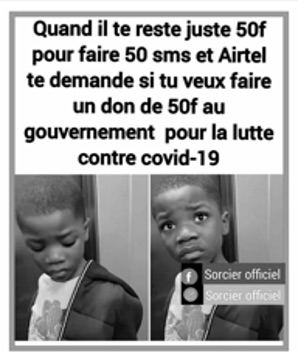 Quand il te reste juste 50f
pour faire 50 sms et Airtel
te demande si tu veux faire
un don de 50f au
gouvernement pour la lutte
contre covid-19
Sorcier officiel
Sorcier officiel